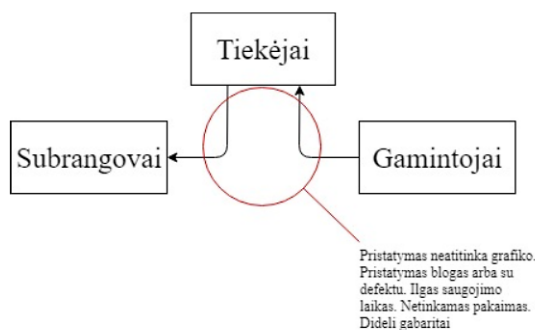 Tiekėjai
Subrangovai
Gamintojai
Pristatymas neatitinka grafiko.
Pristatymas blogas arba su
defektu. Ilgas saugojimo
laikas. Netinkamas pakaimas.
Dideli gabaritai